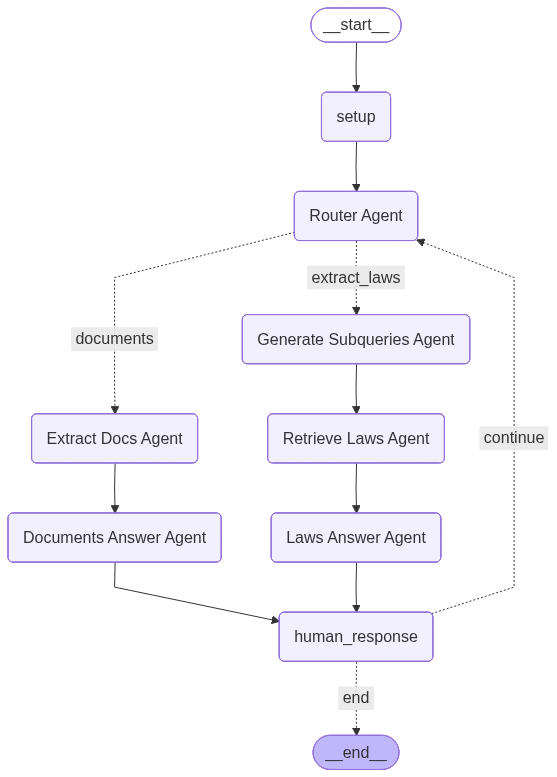 __start__
setup
Router Agent
extract_laws
documents
Generate Subqueries Agent
Extract Docs Agent
Retrieve Laws Agent
continue
Documents Answer Agent
Laws Answer Agent
human_response
end
__end__